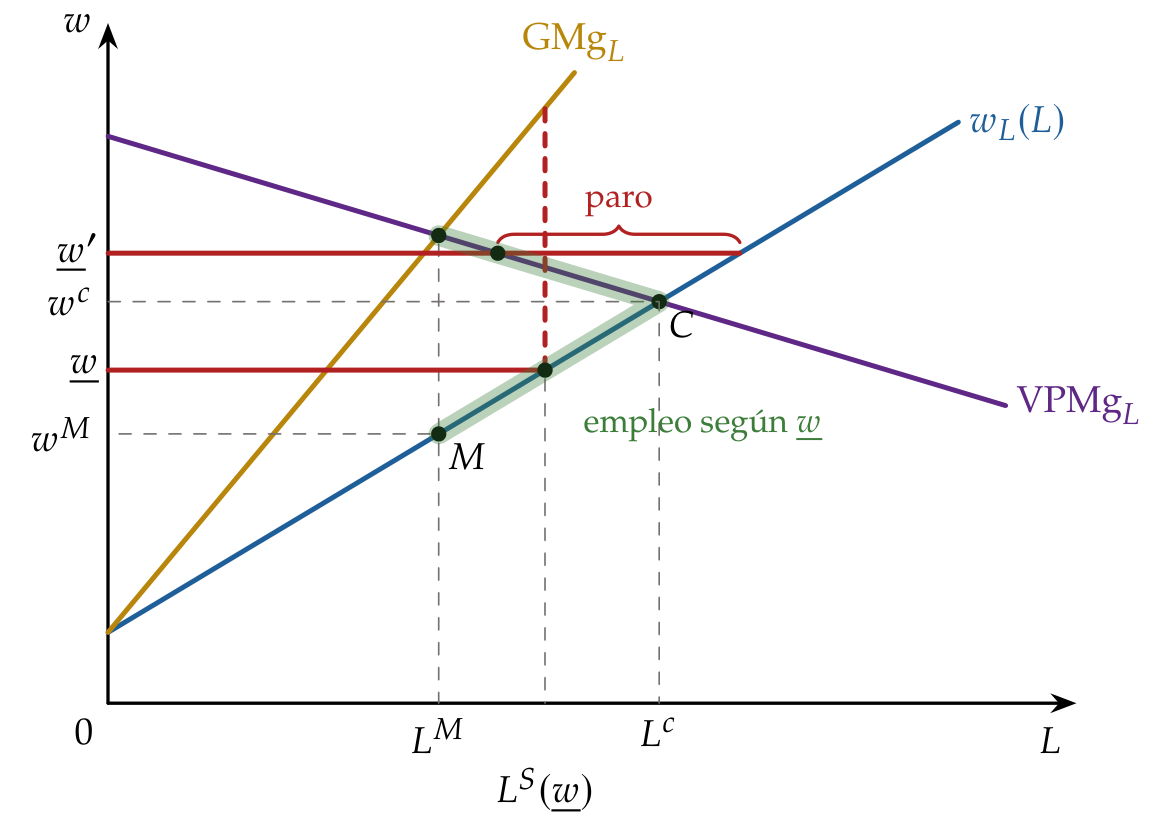 w
GMg_L
w_L(L)
paro
w̲′
w^c
C
w̲
VPMg_L
empleo según w̲
w^M
M
0
L^M
L^c
L
L^S(w̲)